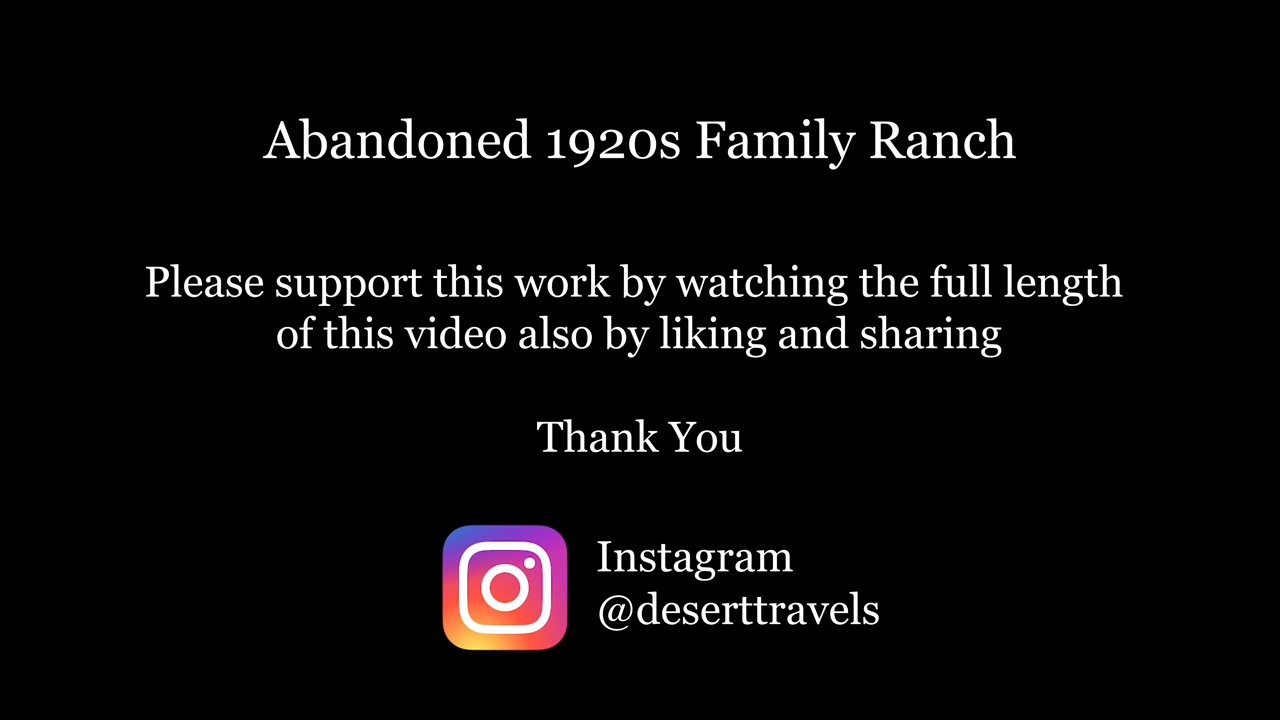 Abandoned 1920s Family Ranch
Please support this work by watching the full length
of this video also by liking and sharing
Thank You
Instagram
@deserttravels